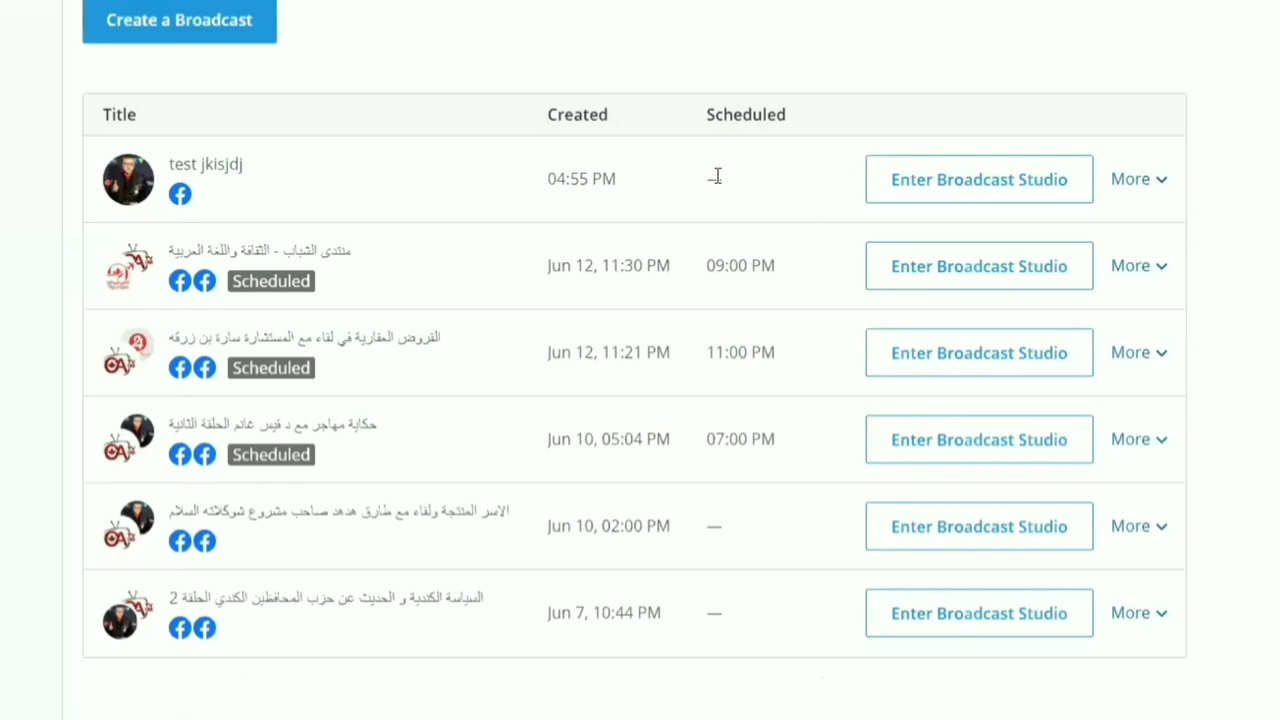 Create a Broadcast
Title Created Scheduled
test jkisjdj
04:55 PM
Enter Broadcast Studio More
منتدى الشباب - الثقافة واللغة العربية
Scheduled
Jun 12, 11:30 PM 09:00 PM
Enter Broadcast Studio More
القروض العقارية في لقاء مع المستشارة سارة بن زرقه
Scheduled
Jun 12, 11:21 PM 11:00 PM
Enter Broadcast Studio More
حكاية مهاجر مع د قيس غانم الحلقة الثانية
Scheduled
Jun 10, 05:04 PM 07:00 PM
Enter Broadcast Studio More
الاسر المنتجة ولقاء مع طارق هدهد صاحب مشروع شوكلاته السلام
Jun 10, 02:00 PM —
Enter Broadcast Studio More
السياسة الكندية و الحديث عن حزب المحافظين الكندي الحلقة 2
Jun 7, 10:44 PM —
Enter Broadcast Studio More